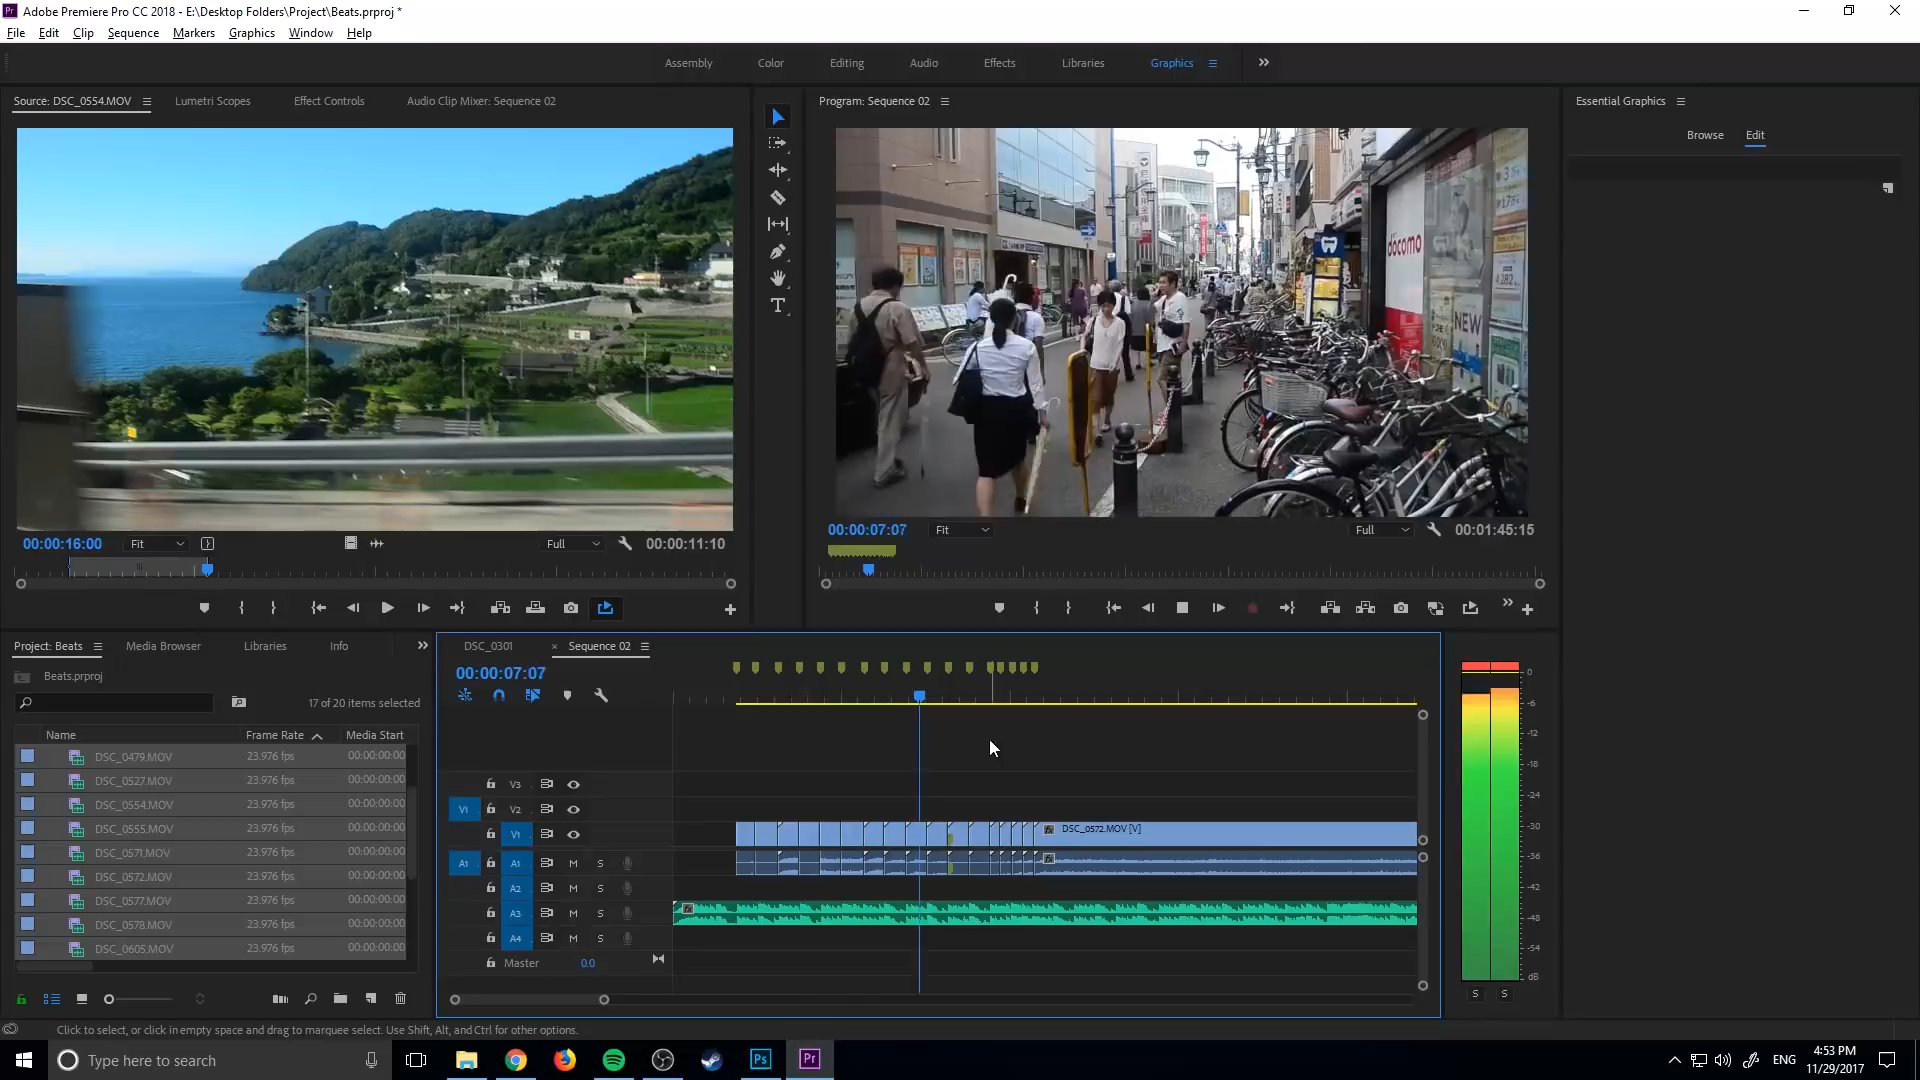 Adobe Premiere Pro CC 2018 - E:\Desktop Folders\Project\Beats.prproj *
File Edit Clip Sequence Markers Graphics Window Help
Assembly Color Editing Audio Effects Libraries Graphics
Source: DSC_0554.MOV Lumetri Scopes Effect Controls Audio Clip Mixer: Sequence 02
Program: Sequence 02
Essential Graphics
Browse Edit
docomo
NEW
00:00:16:00 Fit Full 00:00:11:10
00:00:07:07 Fit Full 00:01:45:15
Project: Beats Media Browser Libraries Info
Beats.prproj
17 of 20 items selected
Name Frame Rate Media Start
DSC_0479.MOV 23.976 fps 00:00:00:00
DSC_0527.MOV 23.976 fps 00:00:00:00
DSC_0554.MOV 23.976 fps 00:00:00:00
DSC_0555.MOV 23.976 fps 00:00:00:00
DSC_0571.MOV 23.976 fps 00:00:00:00
DSC_0572.MOV 23.976 fps 00:00:00:00
DSC_0577.MOV 23.976 fps 00:00:00:00
DSC_0578.MOV 23.976 fps 00:00:00:00
DSC_0605.MOV 23.976 fps 00:00:00:00
DSC_0301 × Sequence 02
00:00:07:07
V3
V1 V2
V1 fx DSC_0572.MOV [V]
A1 A1 M S fx
A2 M S
A3 M S fx
A4 M S
Master 0.0
0
-6
-12
-18
-24
-30
-36
-42
-48
-54
dB
S S
Click to select, or click in empty space and drag to marquee select. Use Shift, Alt, and Ctrl for other options.
Type here to search
Ps Pr
ENG
4:53 PM
11/29/2017